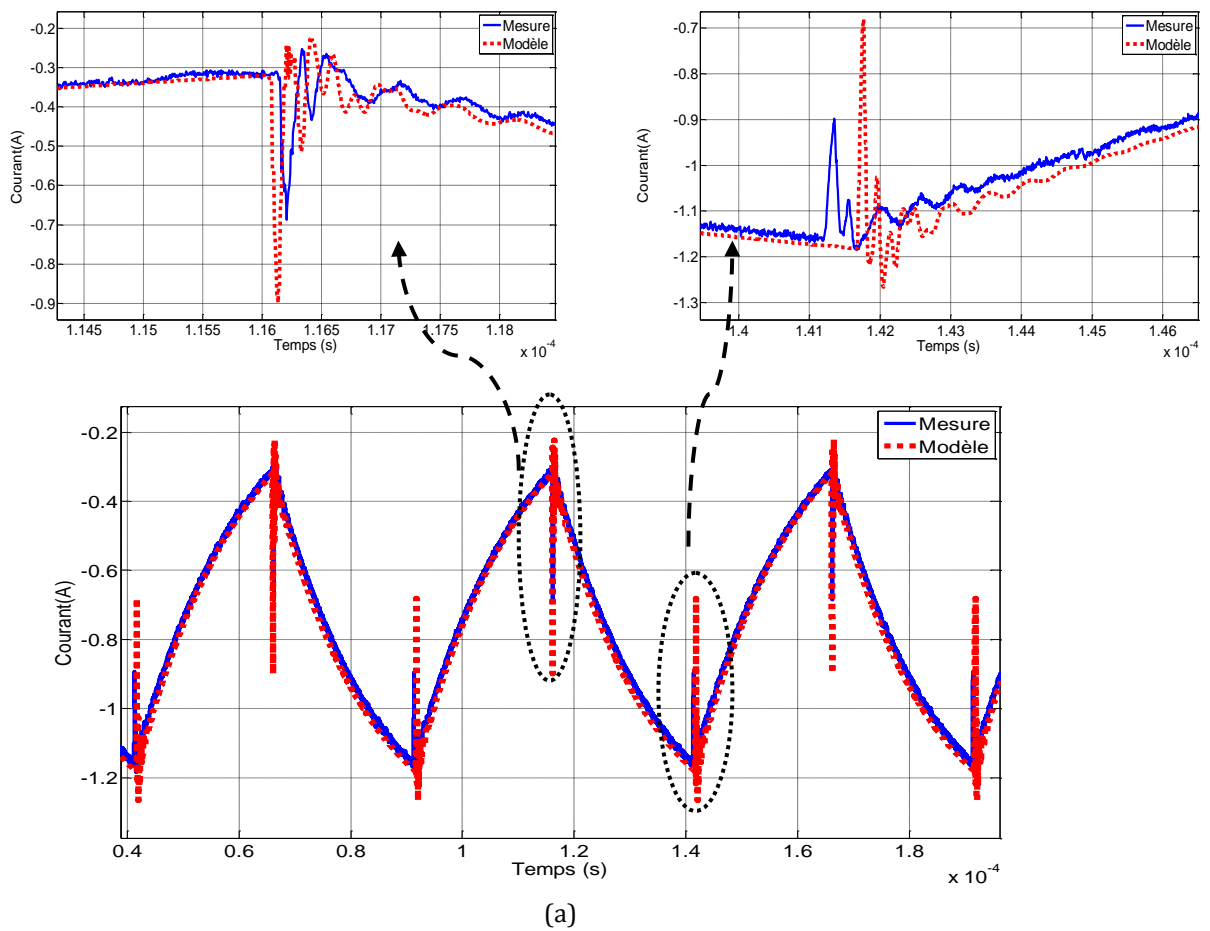 -0.2
-0.3
-0.4
-0.5
-0.6
-0.7
-0.8
-0.9
Courant(A)
Mesure
Modèle
1.145 1.15 1.155 1.16 1.165 1.17 1.175 1.18
Temps (s)
x 10-4
-0.7
-0.8
-0.9
-1
-1.1
-1.2
-1.3
Courant(A)
Mesure
Modèle
1.4 1.41 1.42 1.43 1.44 1.45 1.46
Temps (s)
x 10-4
-0.2
-0.4
-0.6
-0.8
-1
-1.2
Courant(A)
Mesure
Modèle
0.4 0.6 0.8 1 1.2 1.4 1.6 1.8
Temps (s)
x 10-4
(a)